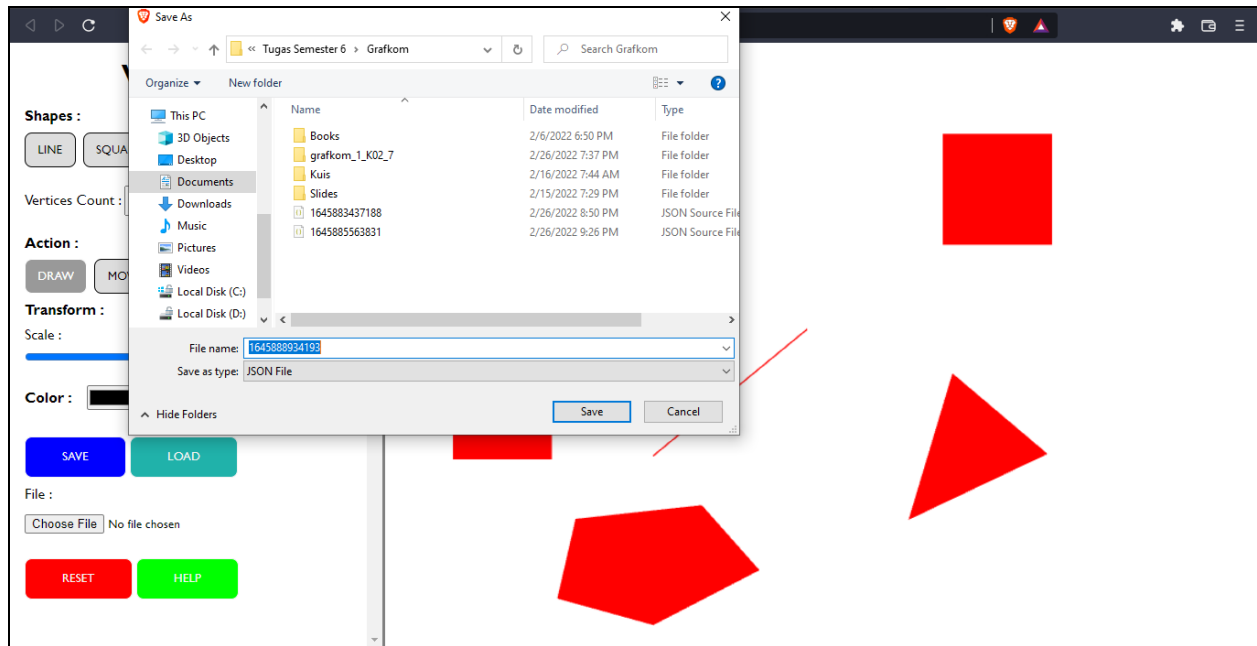 Save As
« Tugas Semester 6 › Grafkom
Search Grafkom
Organize
New folder
Name
Date modified
Type
This PC
3D Objects
Desktop
Documents
Downloads
Music
Pictures
Videos
Local Disk (C:)
Local Disk (D:)
Books 2/6/2022 6:50 PM File folder
grafkom_1_K02_7 2/26/2022 7:37 PM File folder
Kuis 2/16/2022 7:44 AM File folder
Slides 2/15/2022 7:29 PM File folder
1645883437188 2/26/2022 8:50 PM JSON Source File
1645885563831 2/26/2022 9:26 PM JSON Source File
File name: 1645888934193
Save as type: JSON File
Hide Folders
Save
Cancel
Shapes :
LINE
SQUA
Vertices Count :
Action :
DRAW
MO
Transform :
Scale :
Color :
SAVE
LOAD
File :
Choose File No file chosen
RESET
HELP